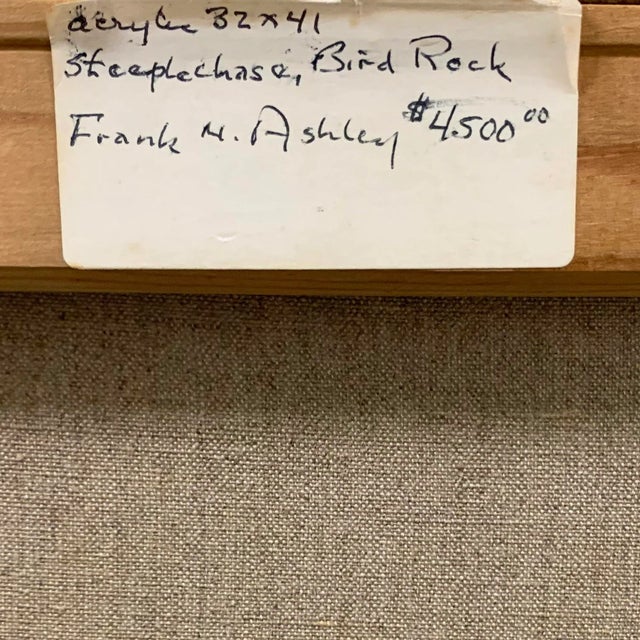 acrylic 32x41
Steeplechase, Bird Rock
Frank N. Ashley $4500 00